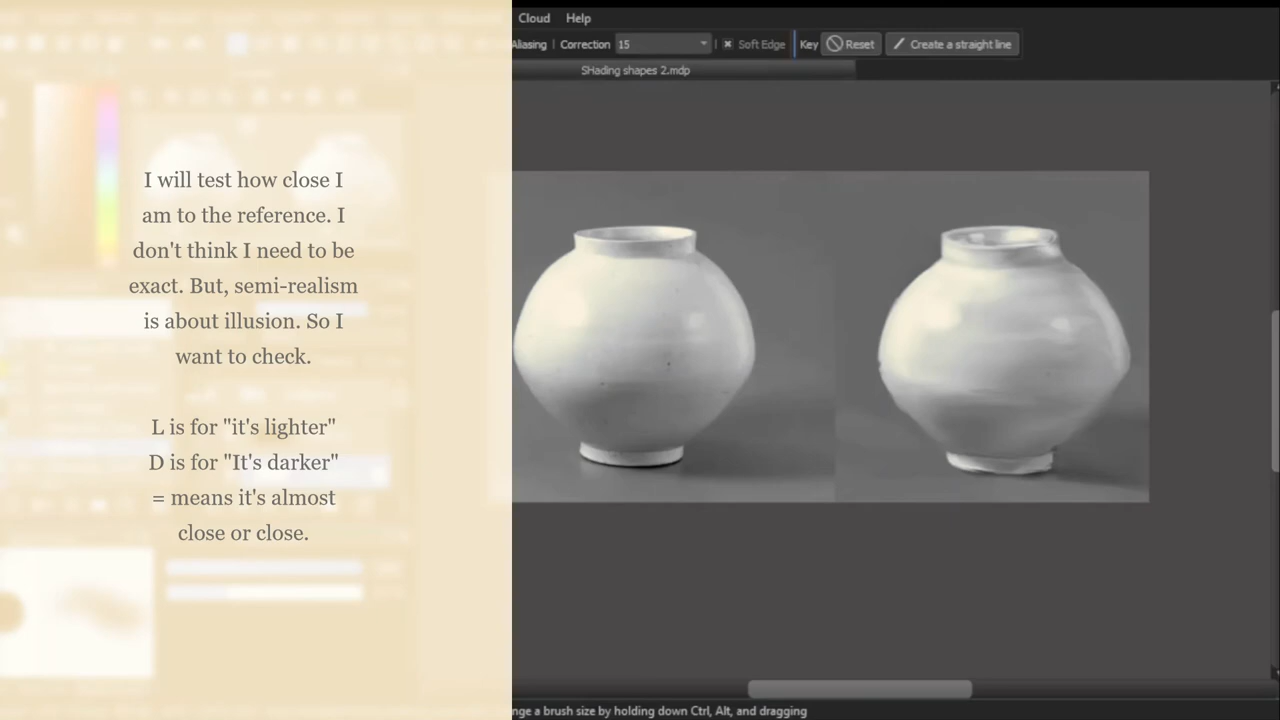 Cloud Help
Aliasing | Correction 15 | Soft Edge Key Reset Create a straight line
SHading shapes 2.mdp
I will test how close I
am to the reference. I
don't think I need to be
exact. But, semi-realism
is about illusion. So I
want to check.
L is for "it's lighter"
D is for "It's darker"
= means it's almost
close or close.
nge a brush size by holding down Ctrl, Alt, and dragging